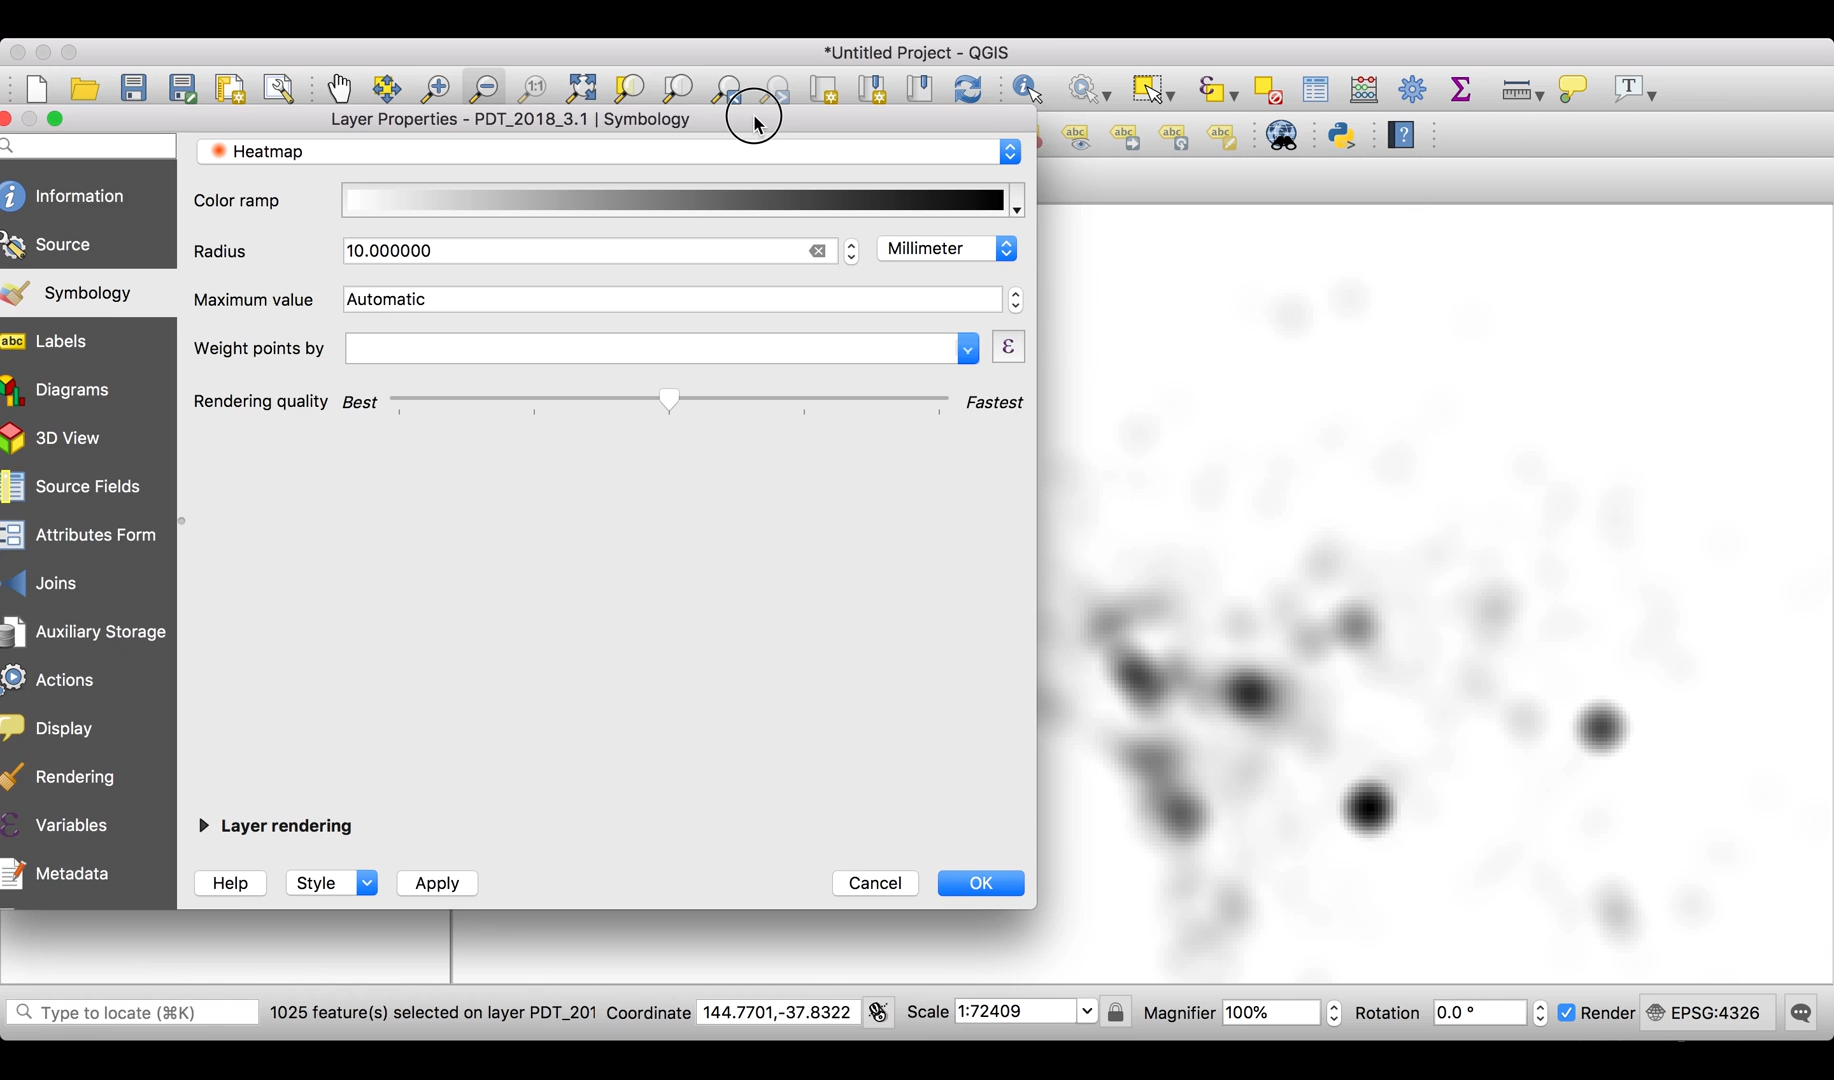 *Untitled Project - QGIS
Layer Properties - PDT_2018_3.1 | Symbology
Heatmap
Information
Color ramp
Source
Radius 10.000000 Millimeter
Symbology
Maximum value Automatic
Labels
Weight points by ε
Diagrams
Rendering quality Best Fastest
3D View
Source Fields
Attributes Form
Joins
Auxiliary Storage
Actions
Display
Rendering
Variables
Layer rendering
Metadata
Help Style Apply Cancel OK
Type to locate (⌘K) 1025 feature(s) selected on layer PDT_201 Coordinate 144.7701,-37.8322 Scale 1:72409 Magnifier 100% Rotation 0.0 ° Render EPSG:4326